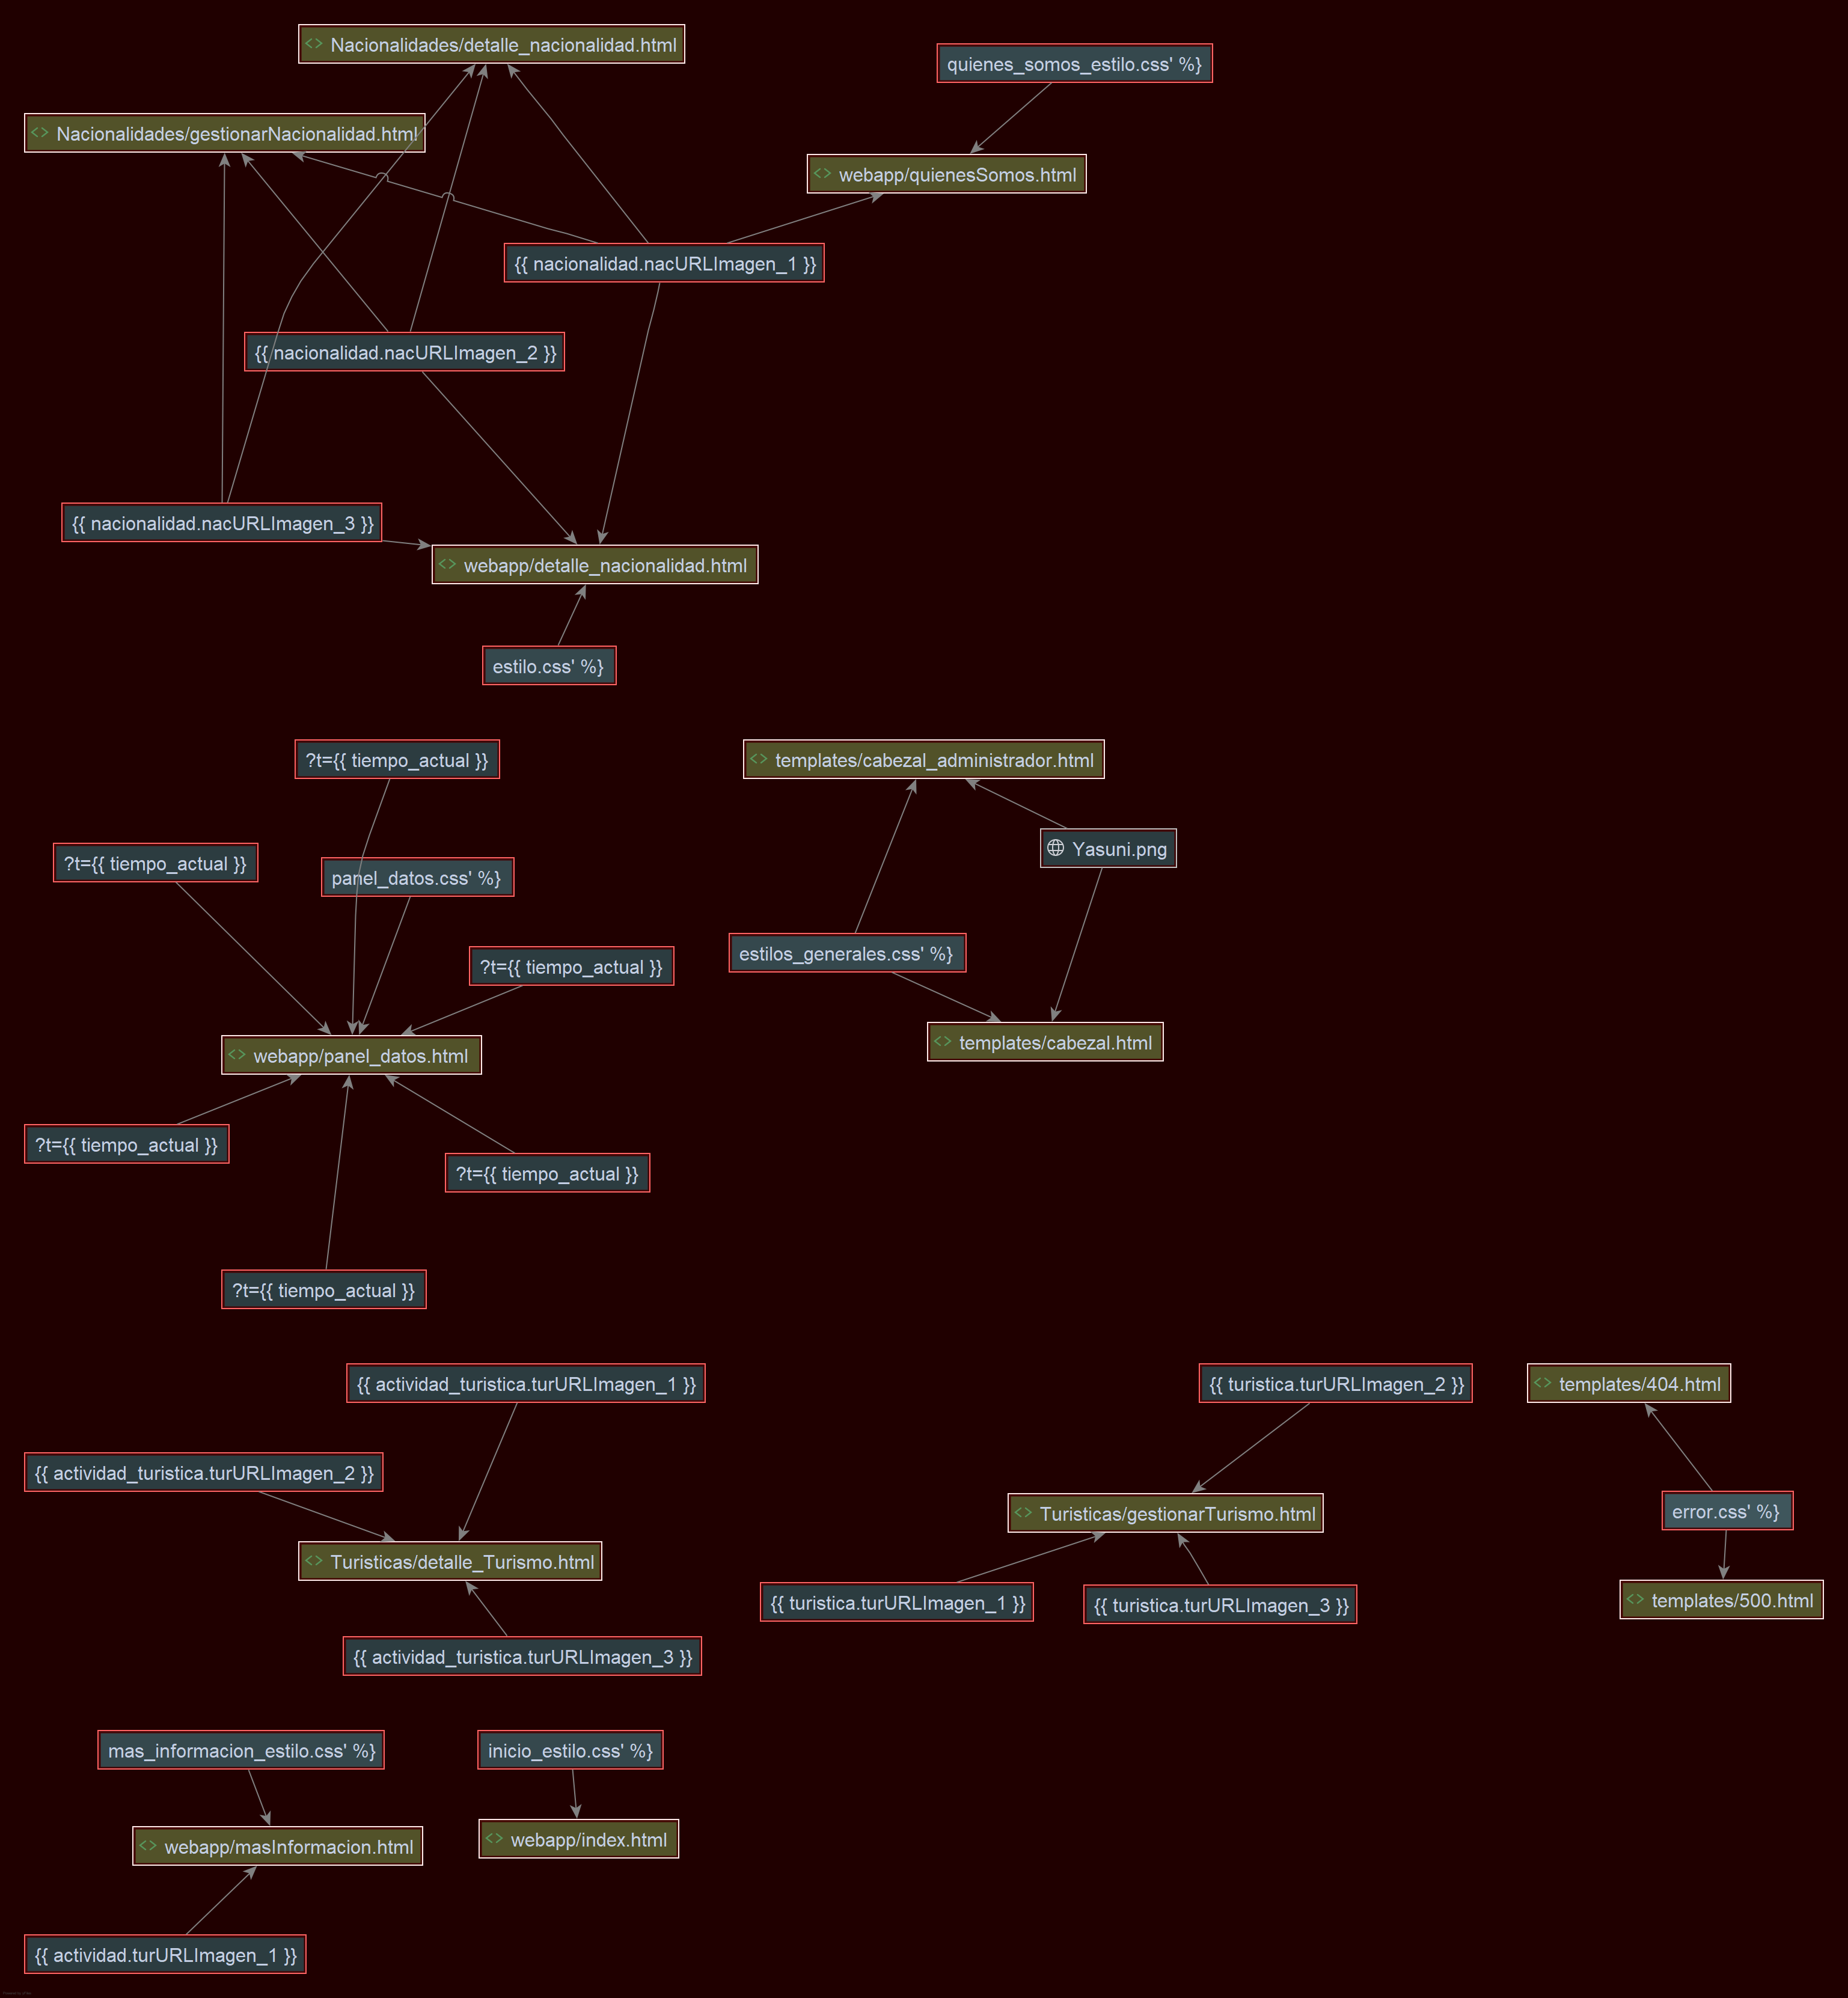 Nacionalidades/detalle_nacionalidad.html
quienes_somos_estilo.css' %}
Nacionalidades/gestionarNacionalidad.html
webapp/quienesSomos.html
{{ nacionalidad.nacURLImagen_1 }}
{{ nacionalidad.nacURLImagen_2 }}
{{ nacionalidad.nacURLImagen_3 }}
webapp/detalle_nacionalidad.html
estilo.css' %}
?t={{ tiempo_actual }}
templates/cabezal_administrador.html
?t={{ tiempo_actual }}
panel_datos.css' %}
Yasuni.png
?t={{ tiempo_actual }}
estilos_generales.css' %}
webapp/panel_datos.html
templates/cabezal.html
?t={{ tiempo_actual }}
?t={{ tiempo_actual }}
?t={{ tiempo_actual }}
{{ actividad_turistica.turURLImagen_1 }}
{{ turistica.turURLImagen_2 }}
templates/404.html
{{ actividad_turistica.turURLImagen_2 }}
Turisticas/gestionarTurismo.html
error.css' %}
Turisticas/detalle_Turismo.html
{{ turistica.turURLImagen_1 }}
{{ turistica.turURLImagen_3 }}
templates/500.html
{{ actividad_turistica.turURLImagen_3 }}
mas_informacion_estilo.css' %}
inicio_estilo.css' %}
webapp/masInformacion.html
webapp/index.html
{{ actividad.turURLImagen_1 }}